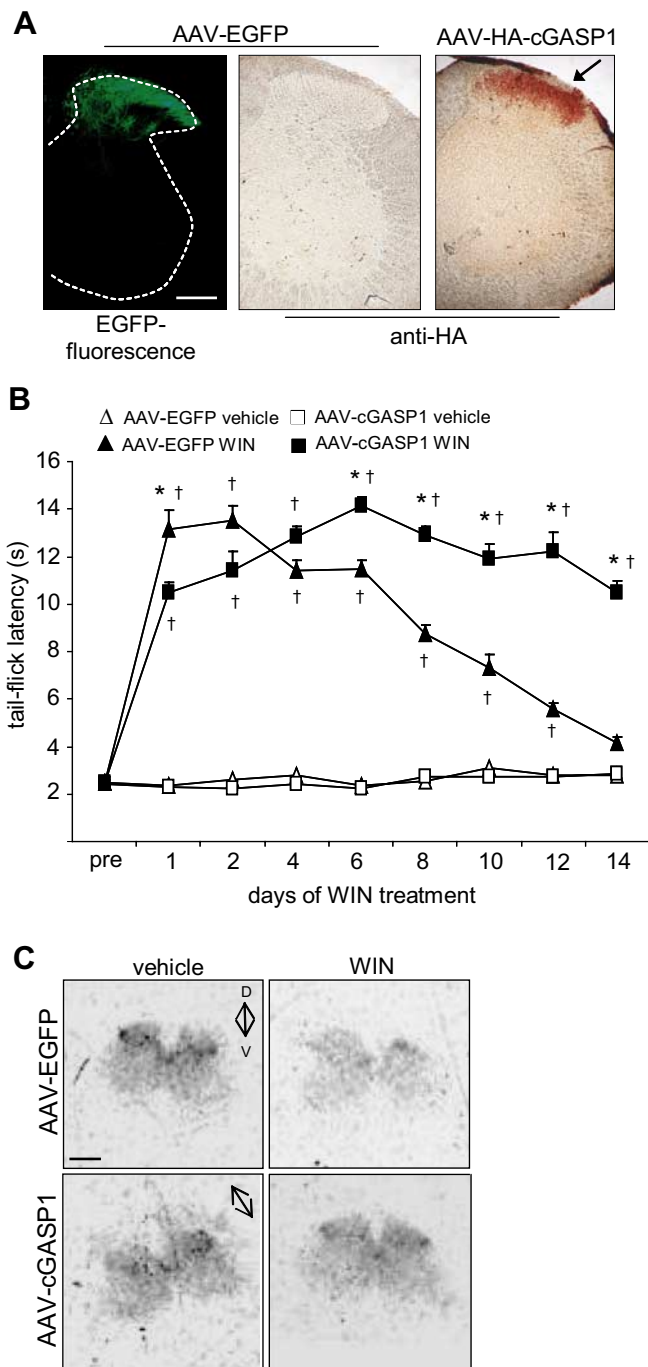 A
AAV-EGFP
AAV-HA-cGASP1
EGFP-
fluorescence
anti-HA
B
△ AAV-EGFP vehicle □ AAV-cGASP1 vehicle
▲ AAV-EGFP WIN ■ AAV-cGASP1 WIN
tail-flick latency (s)
16
14
12
10
8
6
4
2
* † † † * † * † * † * † * †
† † † † † † †
pre 1 2 4 6 8 10 12 14
days of WIN treatment
C
vehicle WIN
AAV-EGFP
D
V
AAV-cGASP1